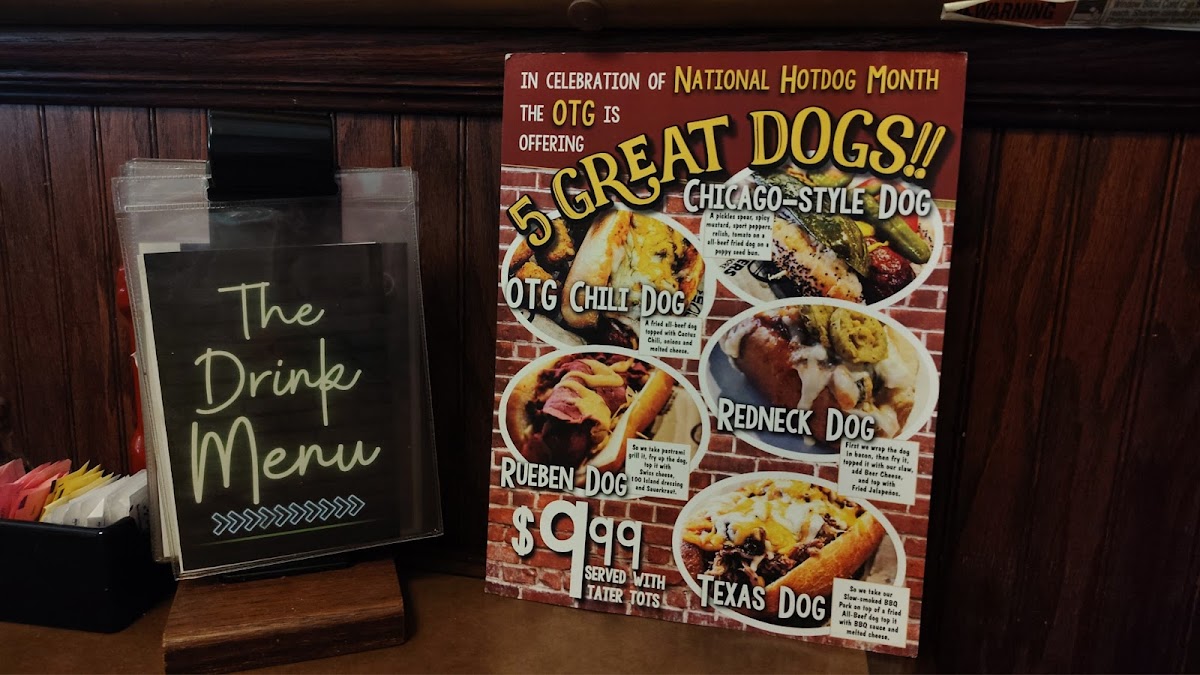 WARNING
The
Drink
Menu
IN CELEBRATION OF NATIONAL HOTDOG MONTH
THE OTG IS
OFFERING
5 GREAT DOGS!!
CHICAGO-STYLE DOG
A pickles spear, spicy
mustard, sport peppers,
relish, tomato on a
all-beef fried dog on a
poppy seed bun.
OTG CHILI DOG
A fried all-beef dog
topped with Cactus
Chili, onions and
melted cheese.
REDNECK DOG
First we wrap the dog
in bacon, then fry it,
topped it with our slaw,
add Beer Cheese,
and top with
Fried Jalapeños.
RUEBEN DOG
So we take pastrami
grill it, fry up the dog,
top it with
Swiss cheese,
100 Island dressing
and Sauerkraut.
$9.99
SERVED WITH
TATER TOTS
TEXAS DOG
So we take our
Slow-smoked BBQ
Pork on top of a fried
All-Beef dog top it
with BBQ sauce and
melted cheese.